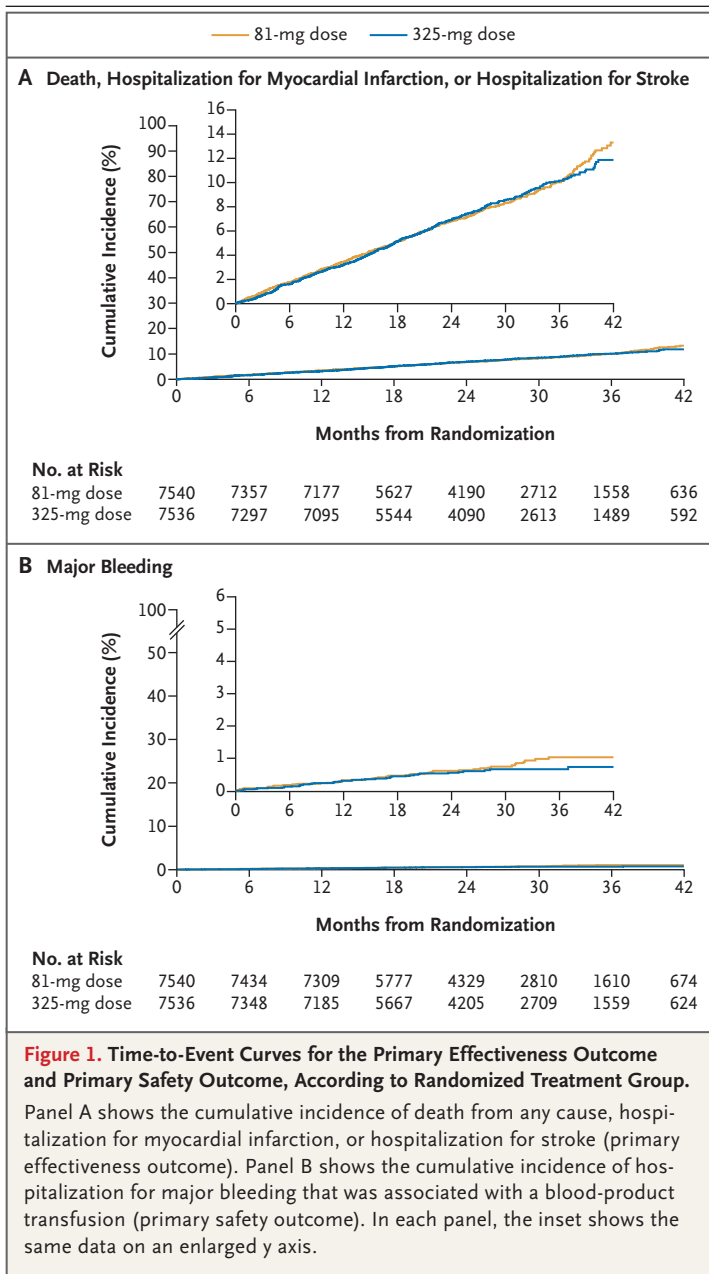 81-mg dose 325-mg dose
A Death, Hospitalization for Myocardial Infarction, or Hospitalization for Stroke
Cumulative Incidence (%)
100
90
80
70
60
50
40
30
20
10
0
16
14
12
10
8
6
4
2
0
0 6 12 18 24 30 36 42
0 6 12 18 24 30 36 42
Months from Randomization
No. at Risk
81-mg dose 7540 7357 7177 5627 4190 2712 1558 636
325-mg dose 7536 7297 7095 5544 4090 2613 1489 592
B Major Bleeding
Cumulative Incidence (%)
100
50
40
30
20
10
0
6
5
4
3
2
1
0
0 6 12 18 24 30 36 42
0 6 12 18 24 30 36 42
Months from Randomization
No. at Risk
81-mg dose 7540 7434 7309 5777 4329 2810 1610 674
325-mg dose 7536 7348 7185 5667 4205 2709 1559 624
Figure 1. Time-to-Event Curves for the Primary Effectiveness Outcome
and Primary Safety Outcome, According to Randomized Treatment Group.
Panel A shows the cumulative incidence of death from any cause, hospi-
talization for myocardial infarction, or hospitalization for stroke (primary
effectiveness outcome). Panel B shows the cumulative incidence of hos-
pitalization for major bleeding that was associated with a blood-product
transfusion (primary safety outcome). In each panel, the inset shows the
same data on an enlarged y axis.